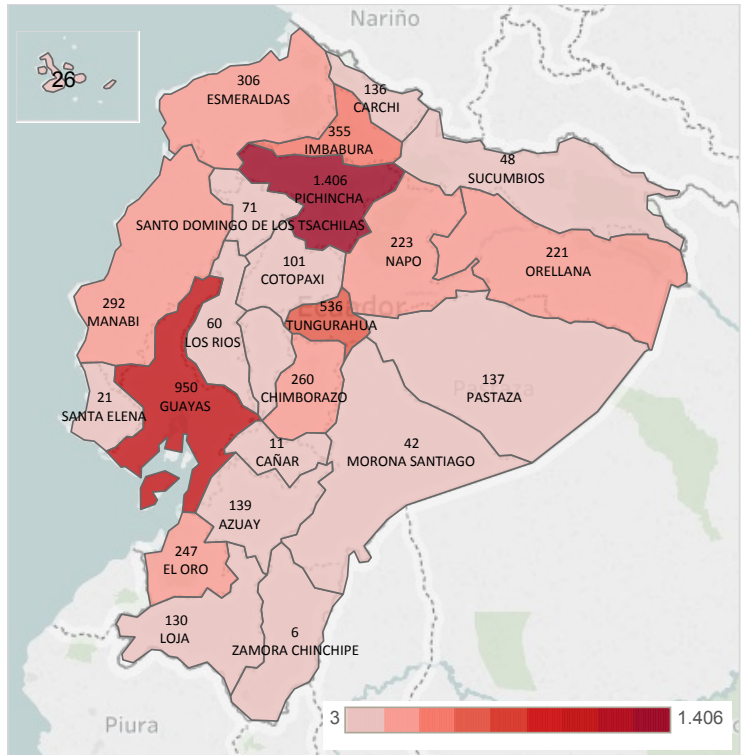 Nariño
26
306
ESMERALDAS
136
CARCHI
355
IMBABURA
48
SUCUMBIOS
1.406
PICHINCHA
71
SANTO DOMINGO DE LOS TSACHILAS
223
NAPO
221
ORELLANA
101
COTOPAXI
Ecuador
292
MANABI
536
TUNGURAHUA
60
LOS RIOS
21
SANTA ELENA
950
GUAYAS
260
CHIMBORAZO
Pastaza
137
PASTAZA
11
CAÑAR
42
MORONA SANTIAGO
139
AZUAY
247
EL ORO
130
LOJA
6
ZAMORA CHINCHIPE
3
1.406
Piura